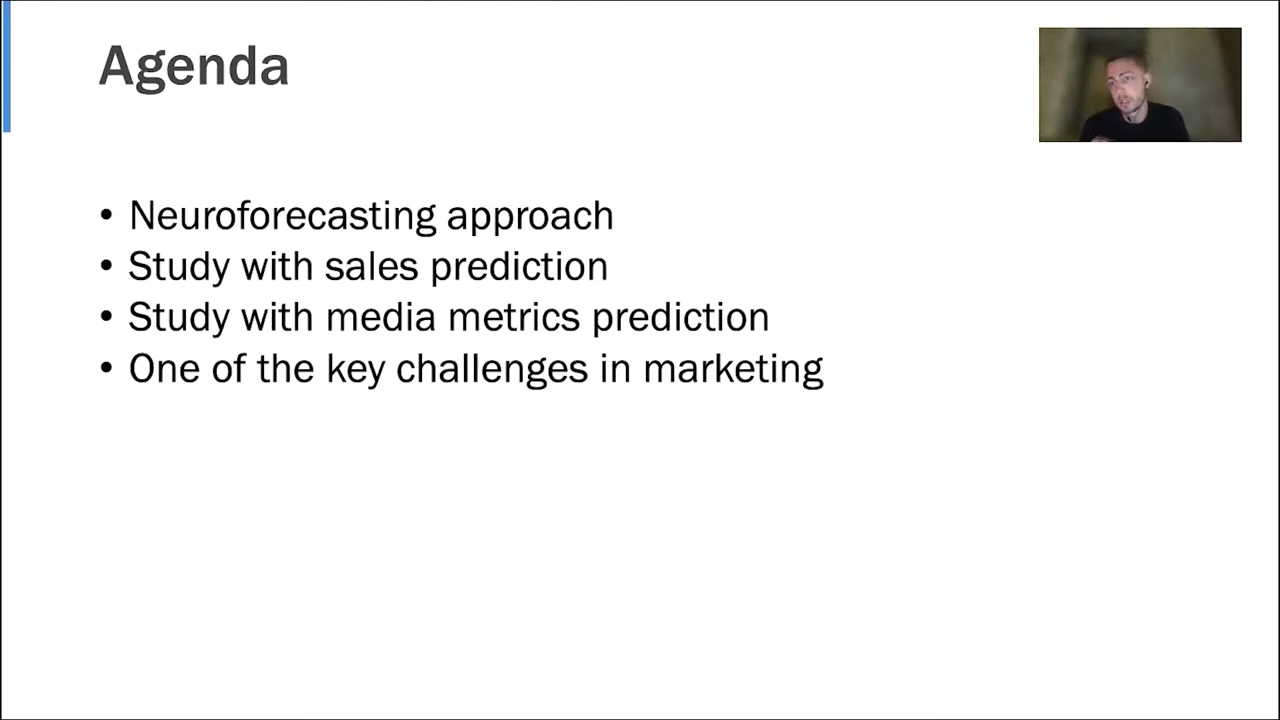 Agenda
• Neuroforecasting approach
• Study with sales prediction
• Study with media metrics prediction
• One of the key challenges in marketing